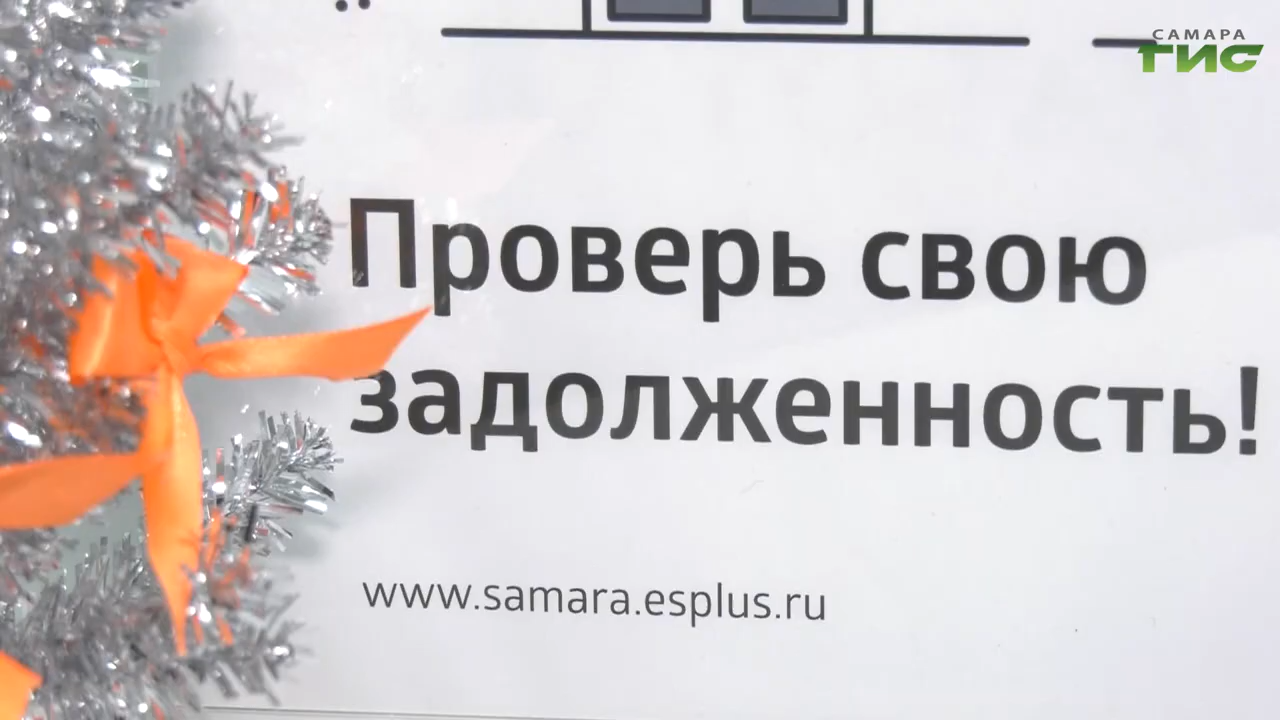 САМАРА
ГИС
Проверь свою
задолженность!
www.samara.esplus.ru